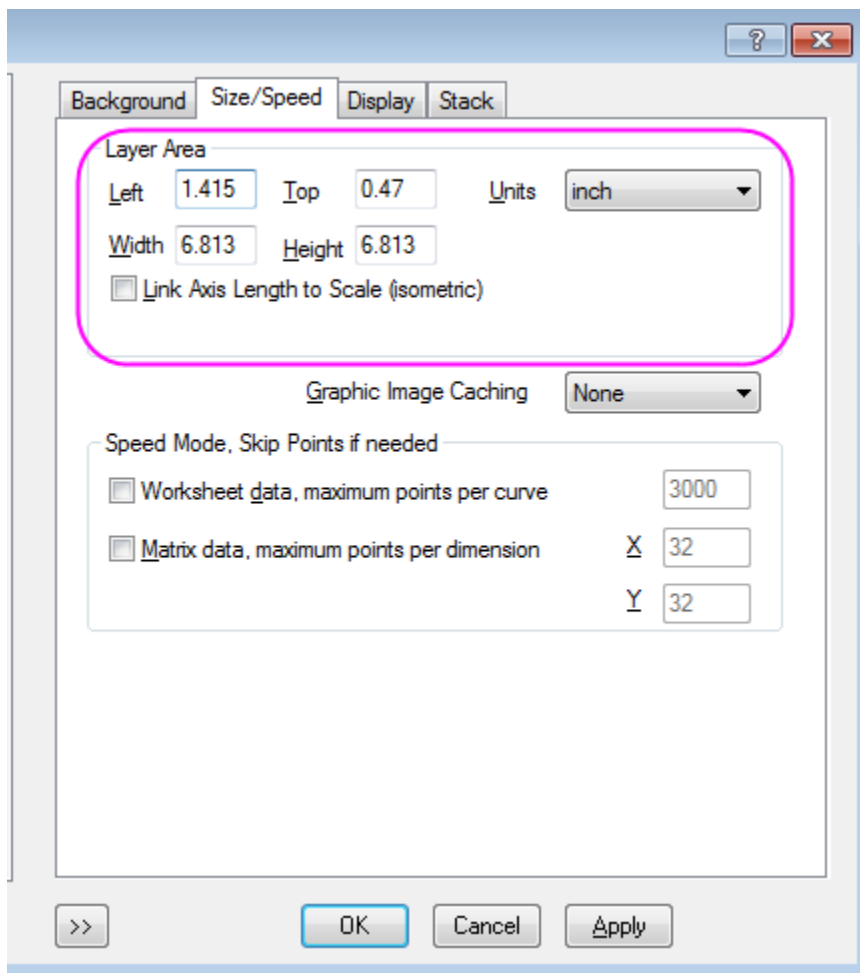 ?
Background Size/Speed Display Stack
Layer Area
Left 1.415 Top 0.47 Units inch
Width 6.813 Height 6.813
Link Axis Length to Scale (isometric)
Graphic Image Caching None
Speed Mode, Skip Points if needed
Worksheet data, maximum points per curve 3000
Matrix data, maximum points per dimension X 32
Y 32
>> OK Cancel Apply